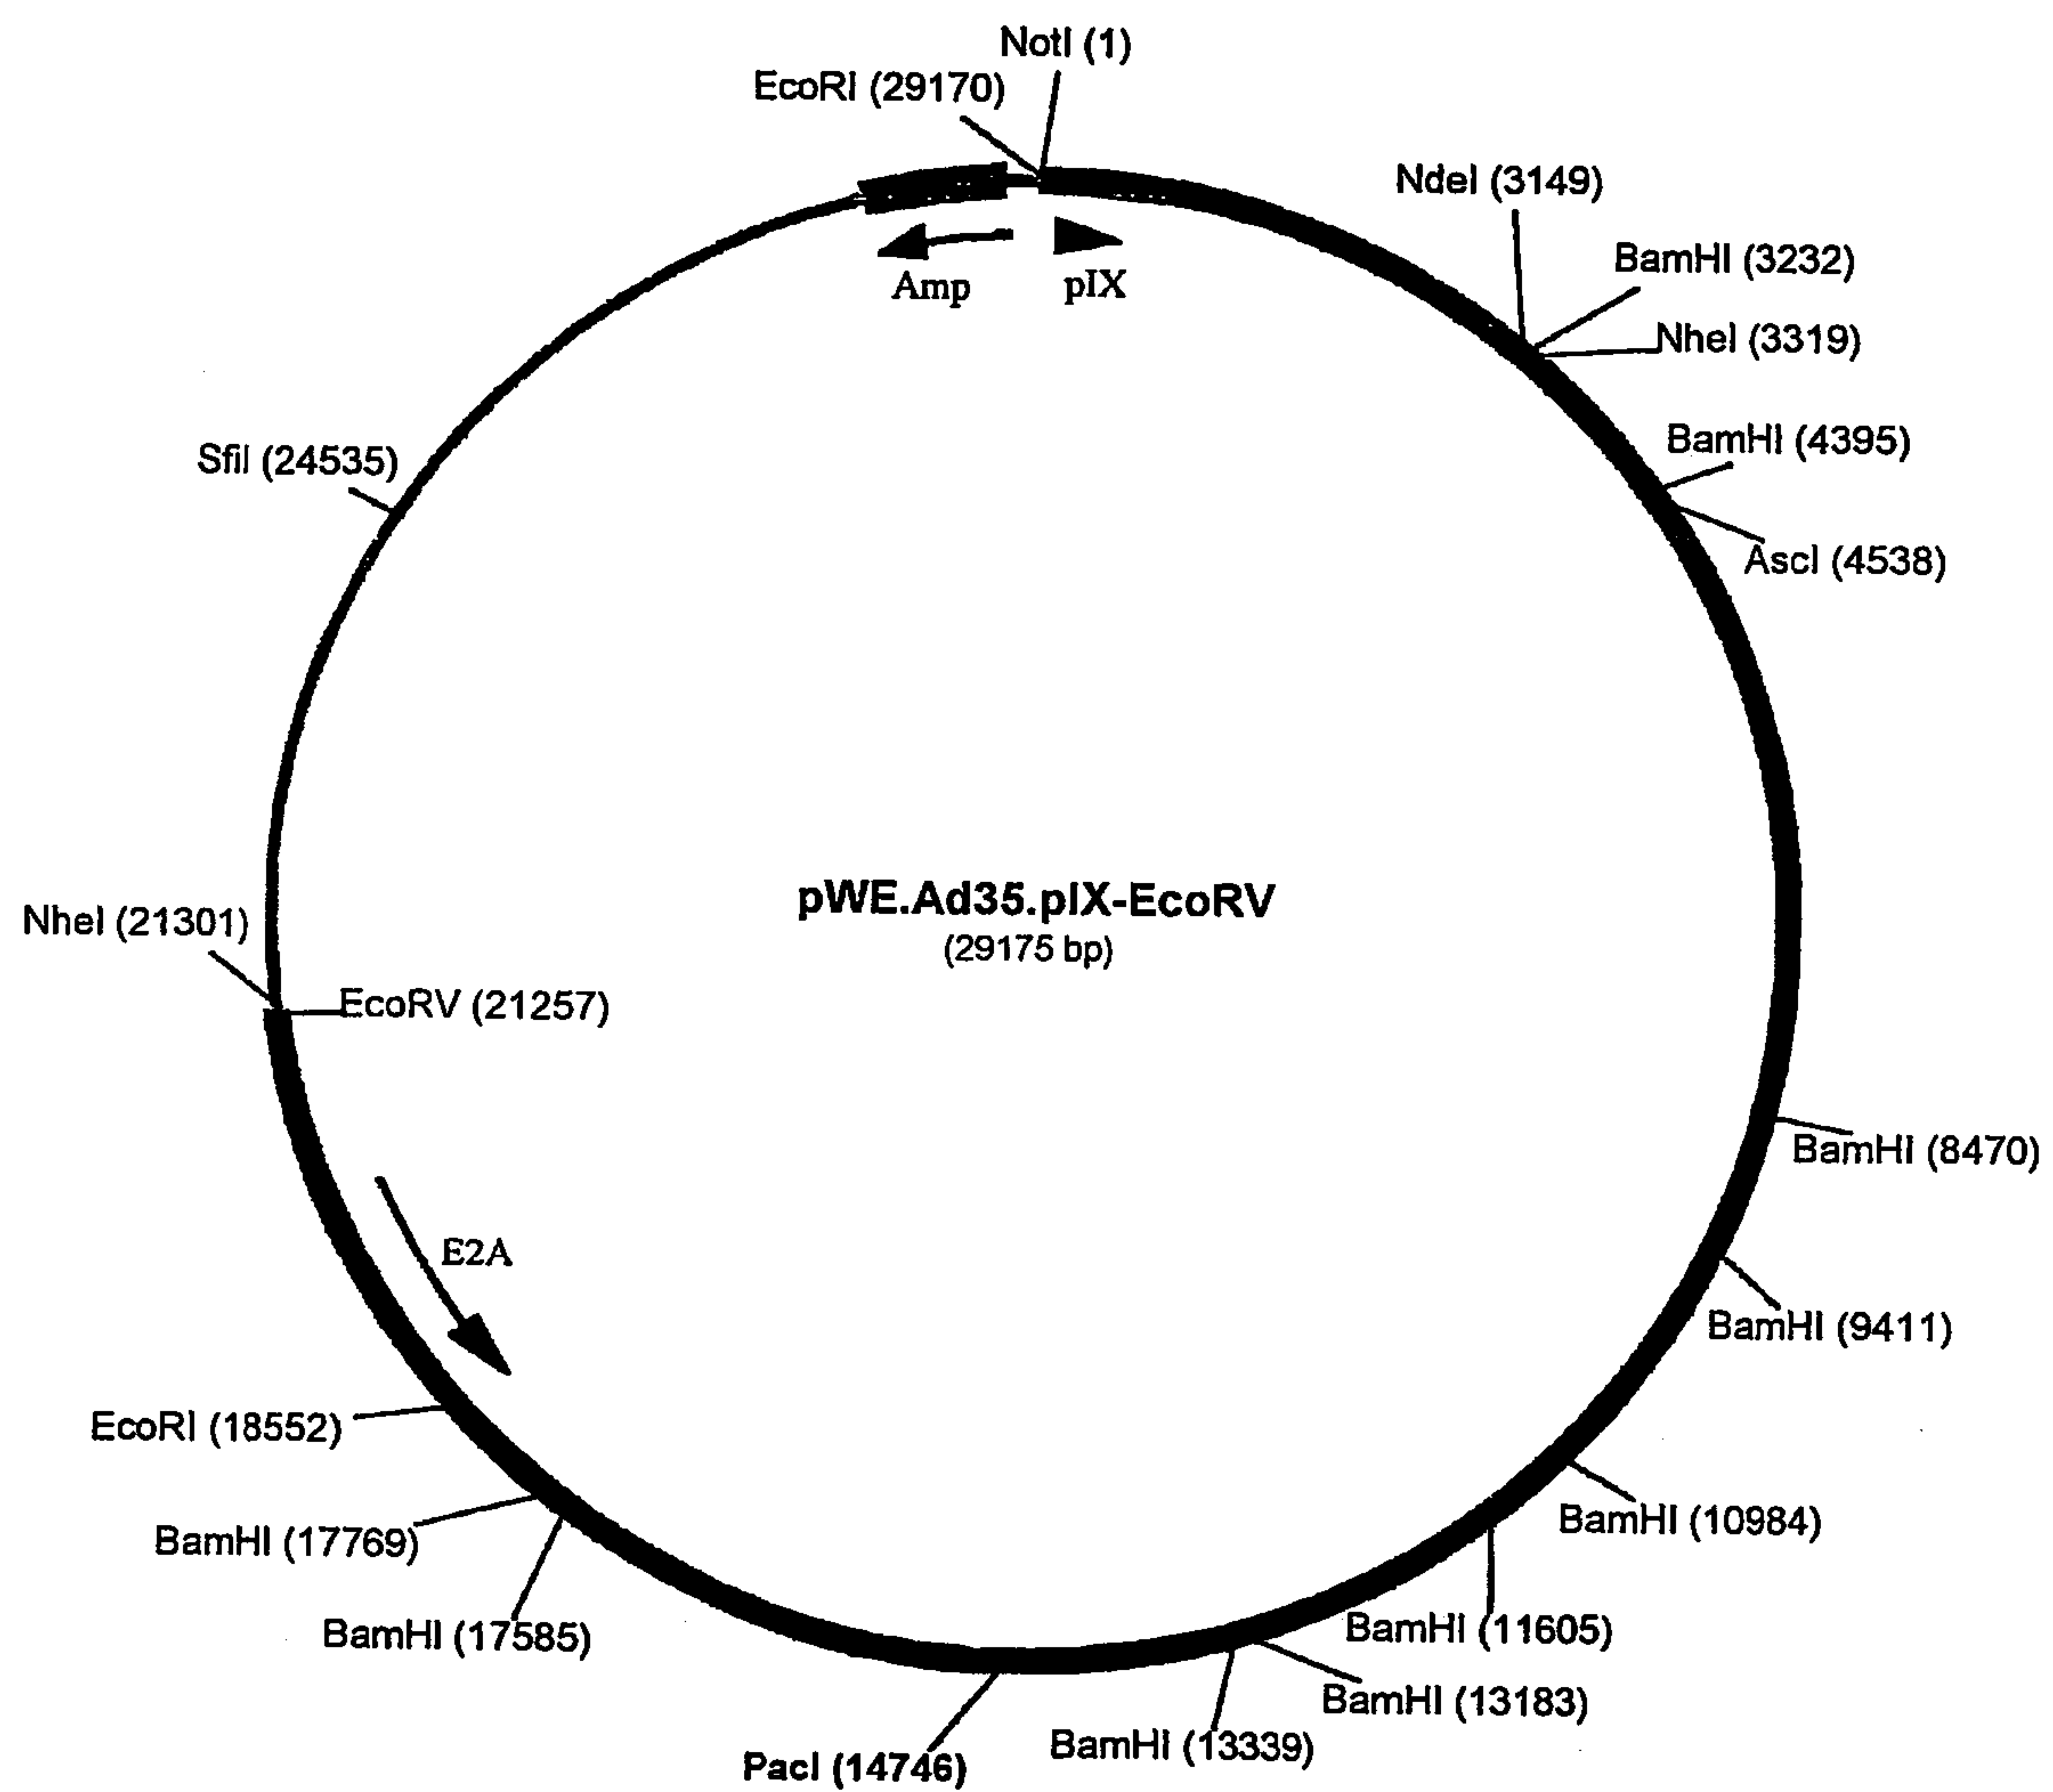 NotI (1)
EcoRI (29170)
NdeI (3149)
BamHI (3232)
NheI (3319)
BamHI (4395)
AscI (4538)
Amp
pIX
SfiI (24535)
pWE.Ad35.pIX-EcoRV
(29175 bp)
NheI (21301)
EcoRV (21257)
BamHI (8470)
E2A
BamHI (9411)
EcoRI (18552)
BamHI (10984)
BamHI (17769)
BamHI (17585)
BamHI (11605)
BamHI (13183)
BamHI (13339)
PacI (14746)